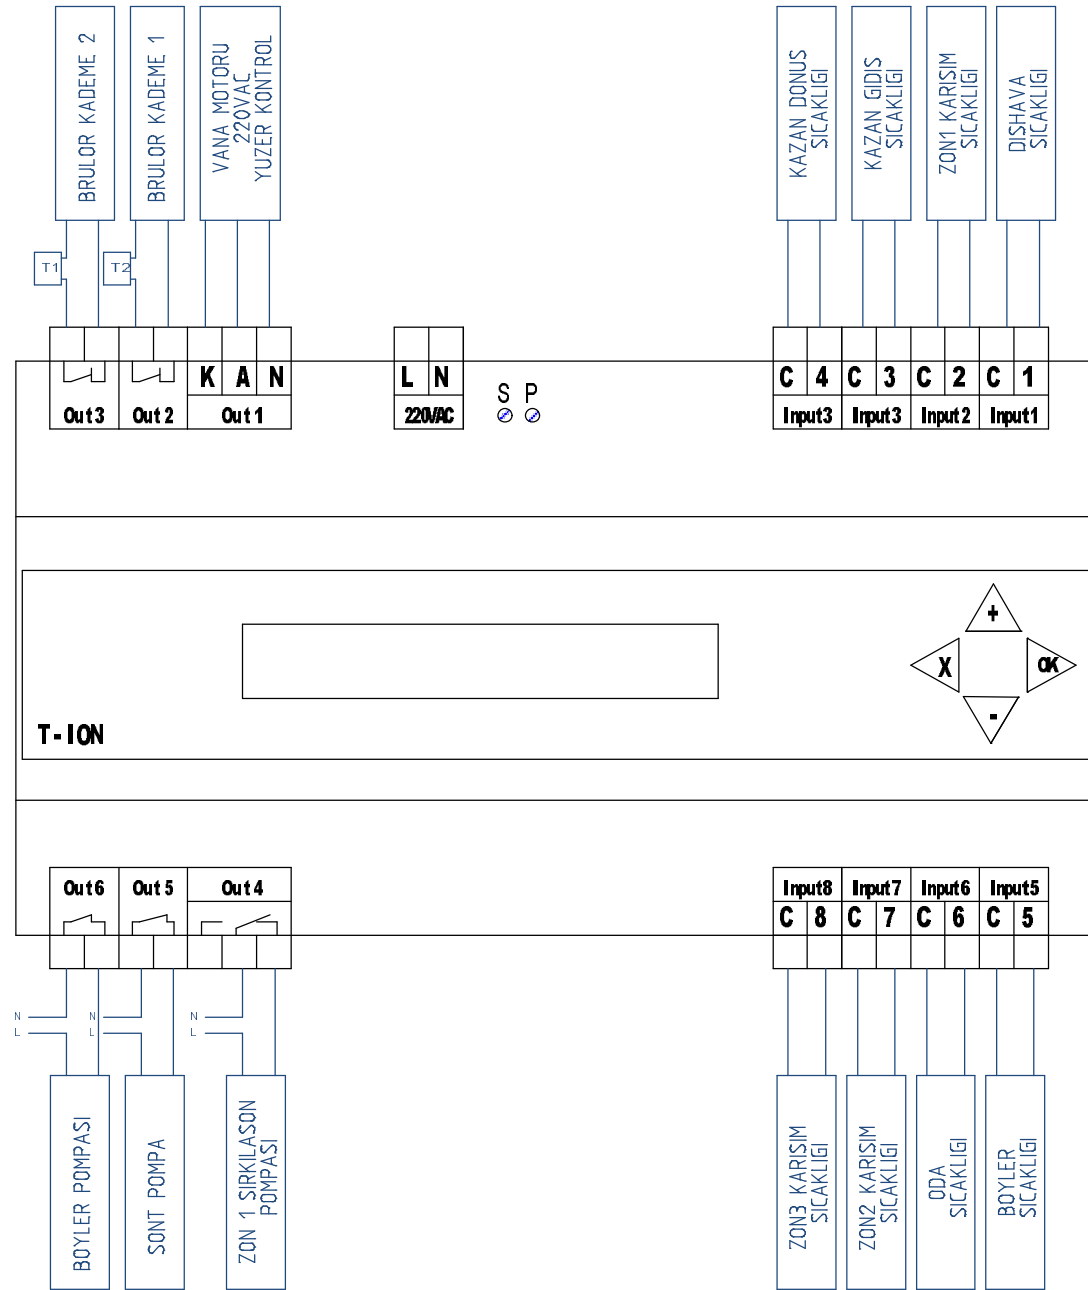 BRULOR KADEME 2
BRULOR KADEME 1
VANA MOTORU
220VAC
YUZER KONTROL
KAZAN DONUS
SICAKLIGI
KAZAN GIDIS
SICAKLIGI
ZON1 KARISIM
SICAKLIGI
DISHAVA
SICAKLIGI
T1
T2
K A N
L N
C 4 C 3 C 2 C 1
S P
Out3 Out2 Out1
220VAC
Input3 Input3 Input2 Input1
+
X
OK
-
T-ION
Out6 Out5 Out4
Input8 Input7 Input6 Input5
C 8 C 7 C 6 C 5
N N N
L L L
BOYLER POMPASI
SONT POMPA
ZON 1 SIRKILASON
POMPASI
ZON3 KARISIM
SICAKLIGI
ZON2 KARISIM
SICAKLIGI
ODA
SICAKLIGI
BOYLER
SICAKLIGI